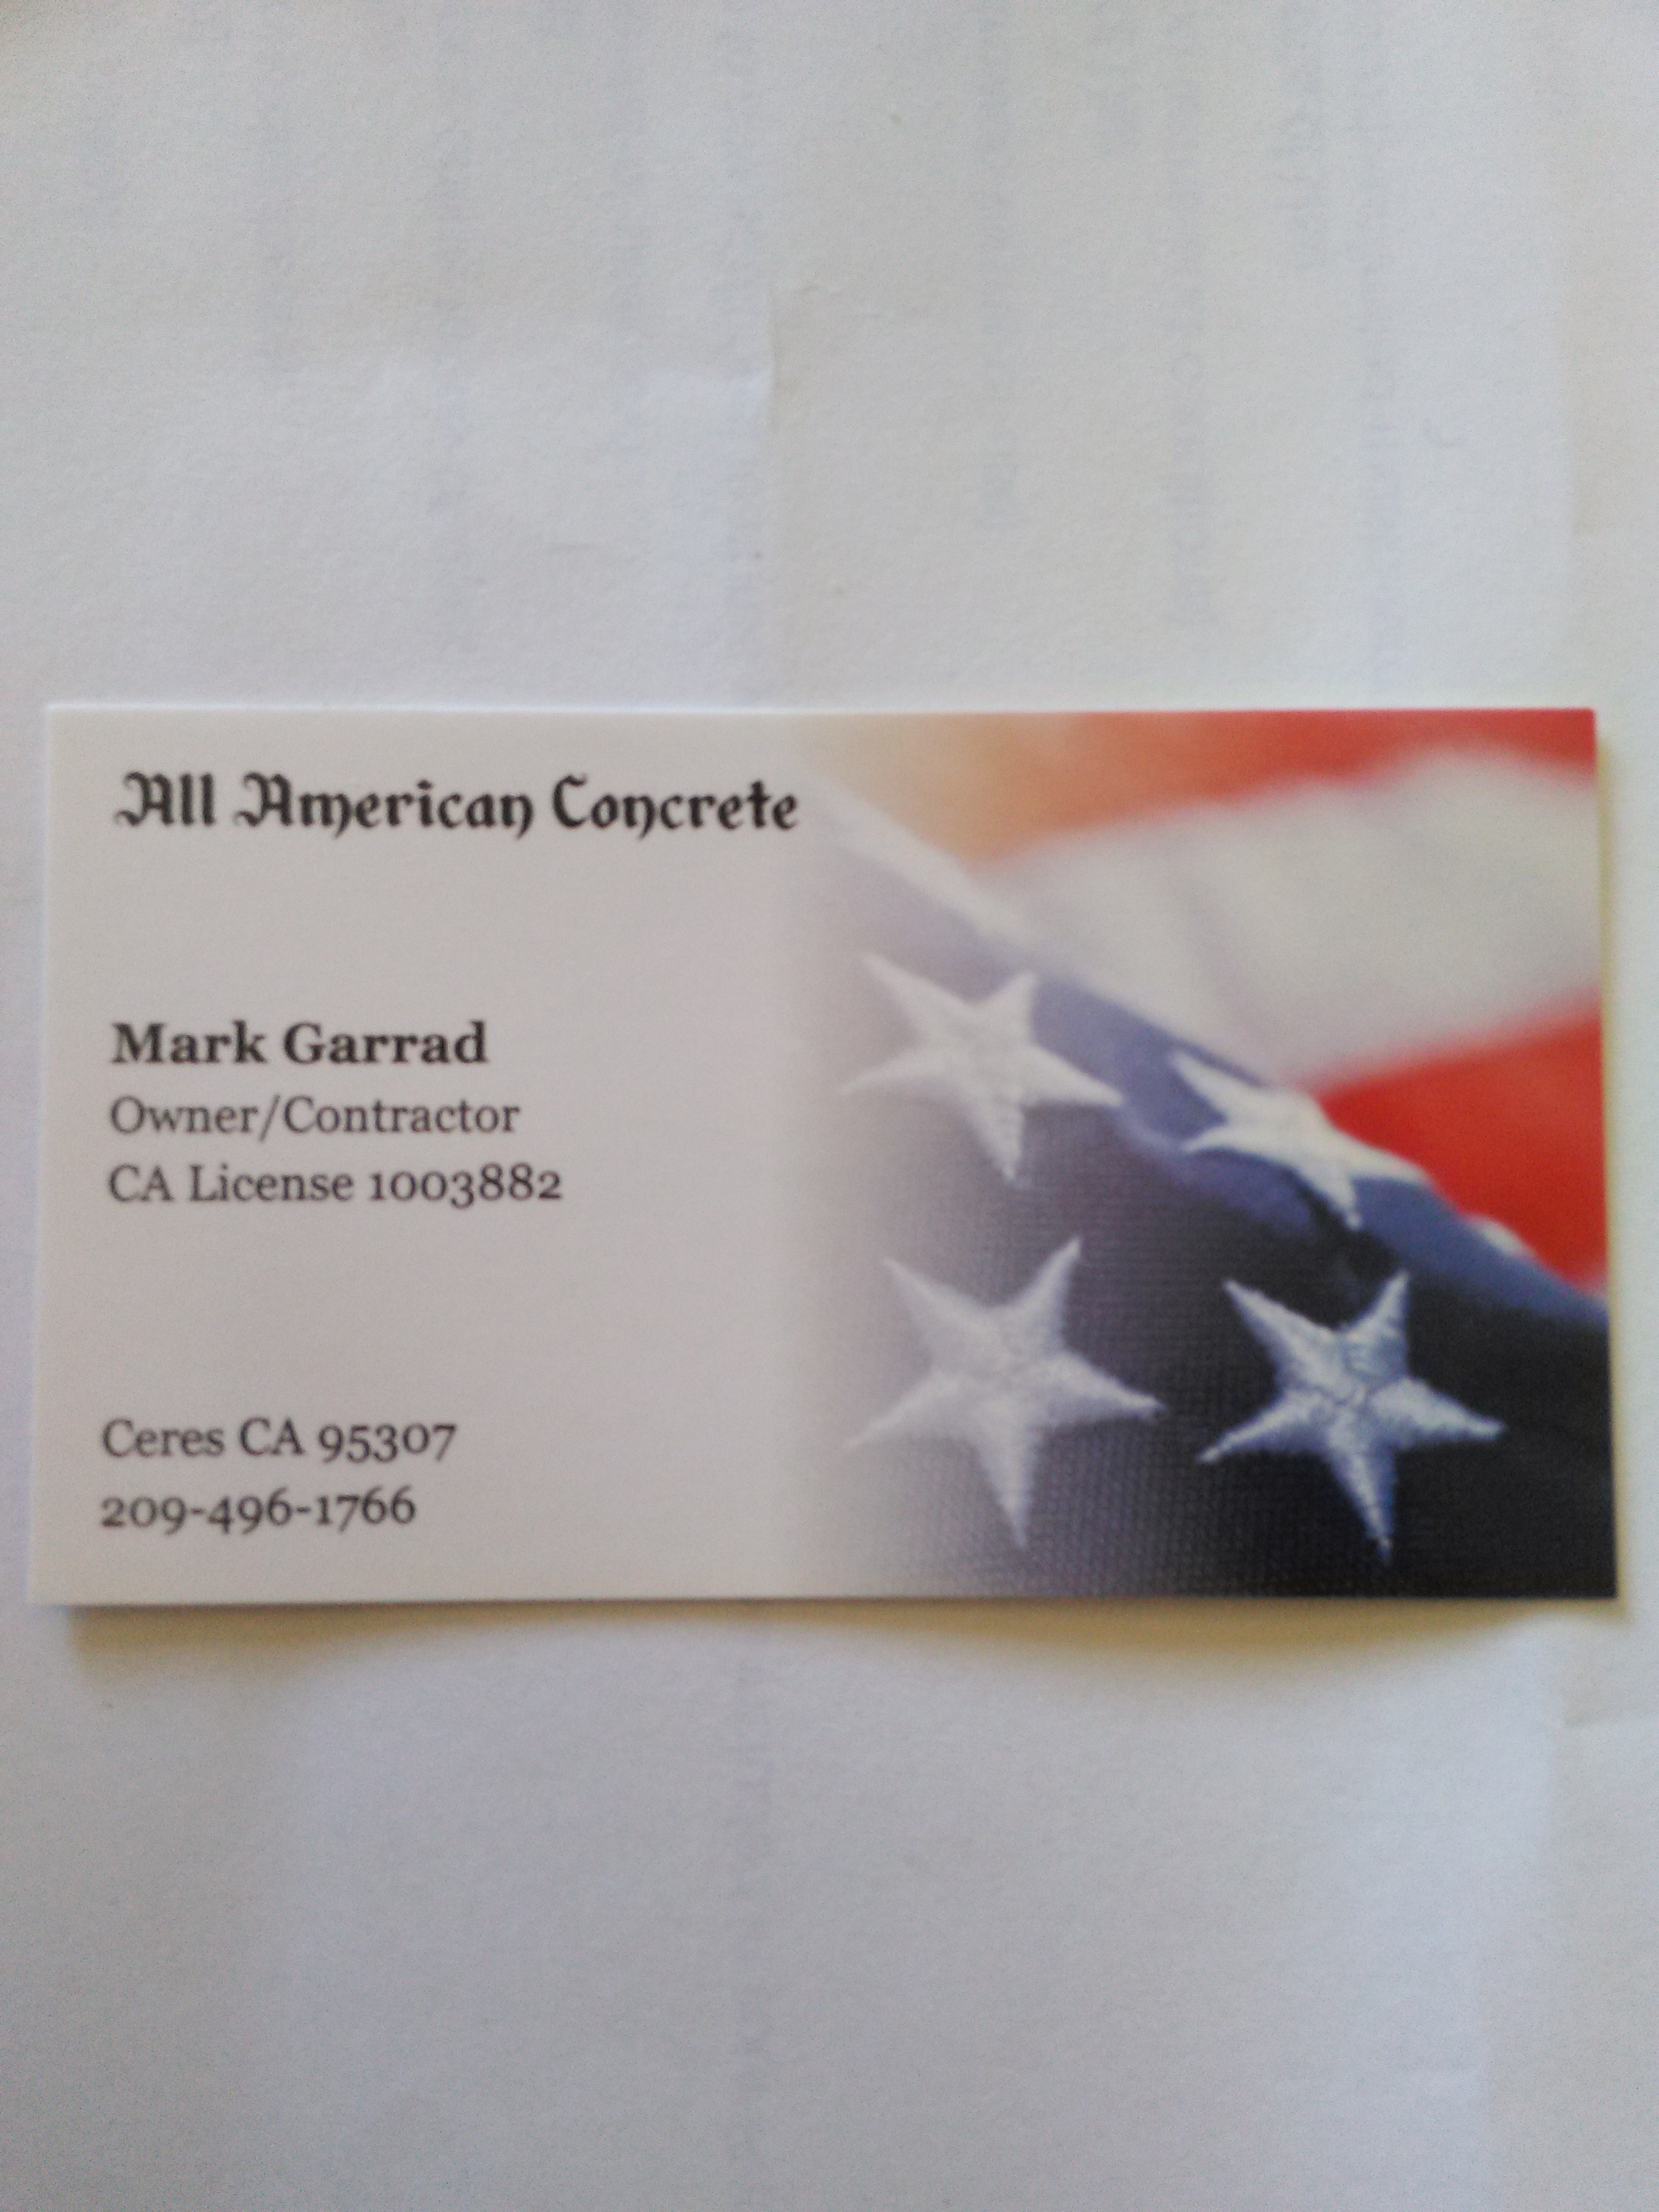 All American Concrete
Mark Garrad
Owner/Contractor
CA License 1003882
Ceres CA 95307
209-496-1766